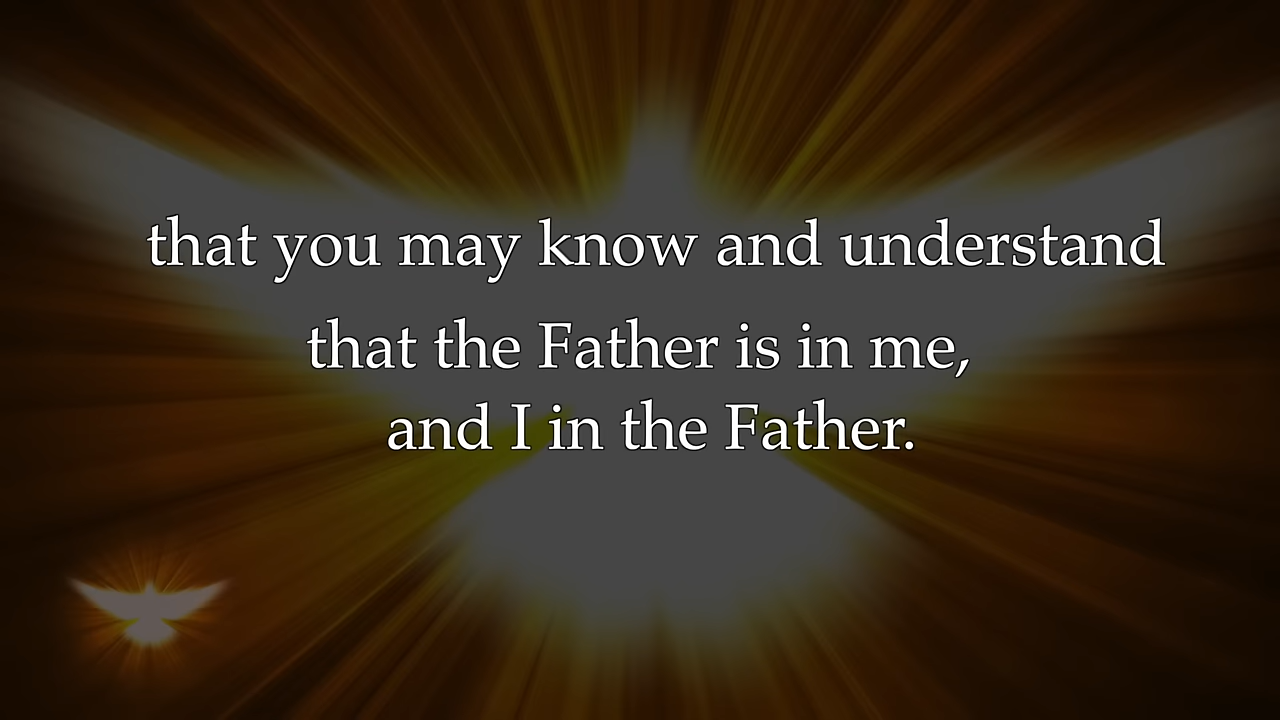 that you may know and understand
that the Father is in me,
and I in the Father.